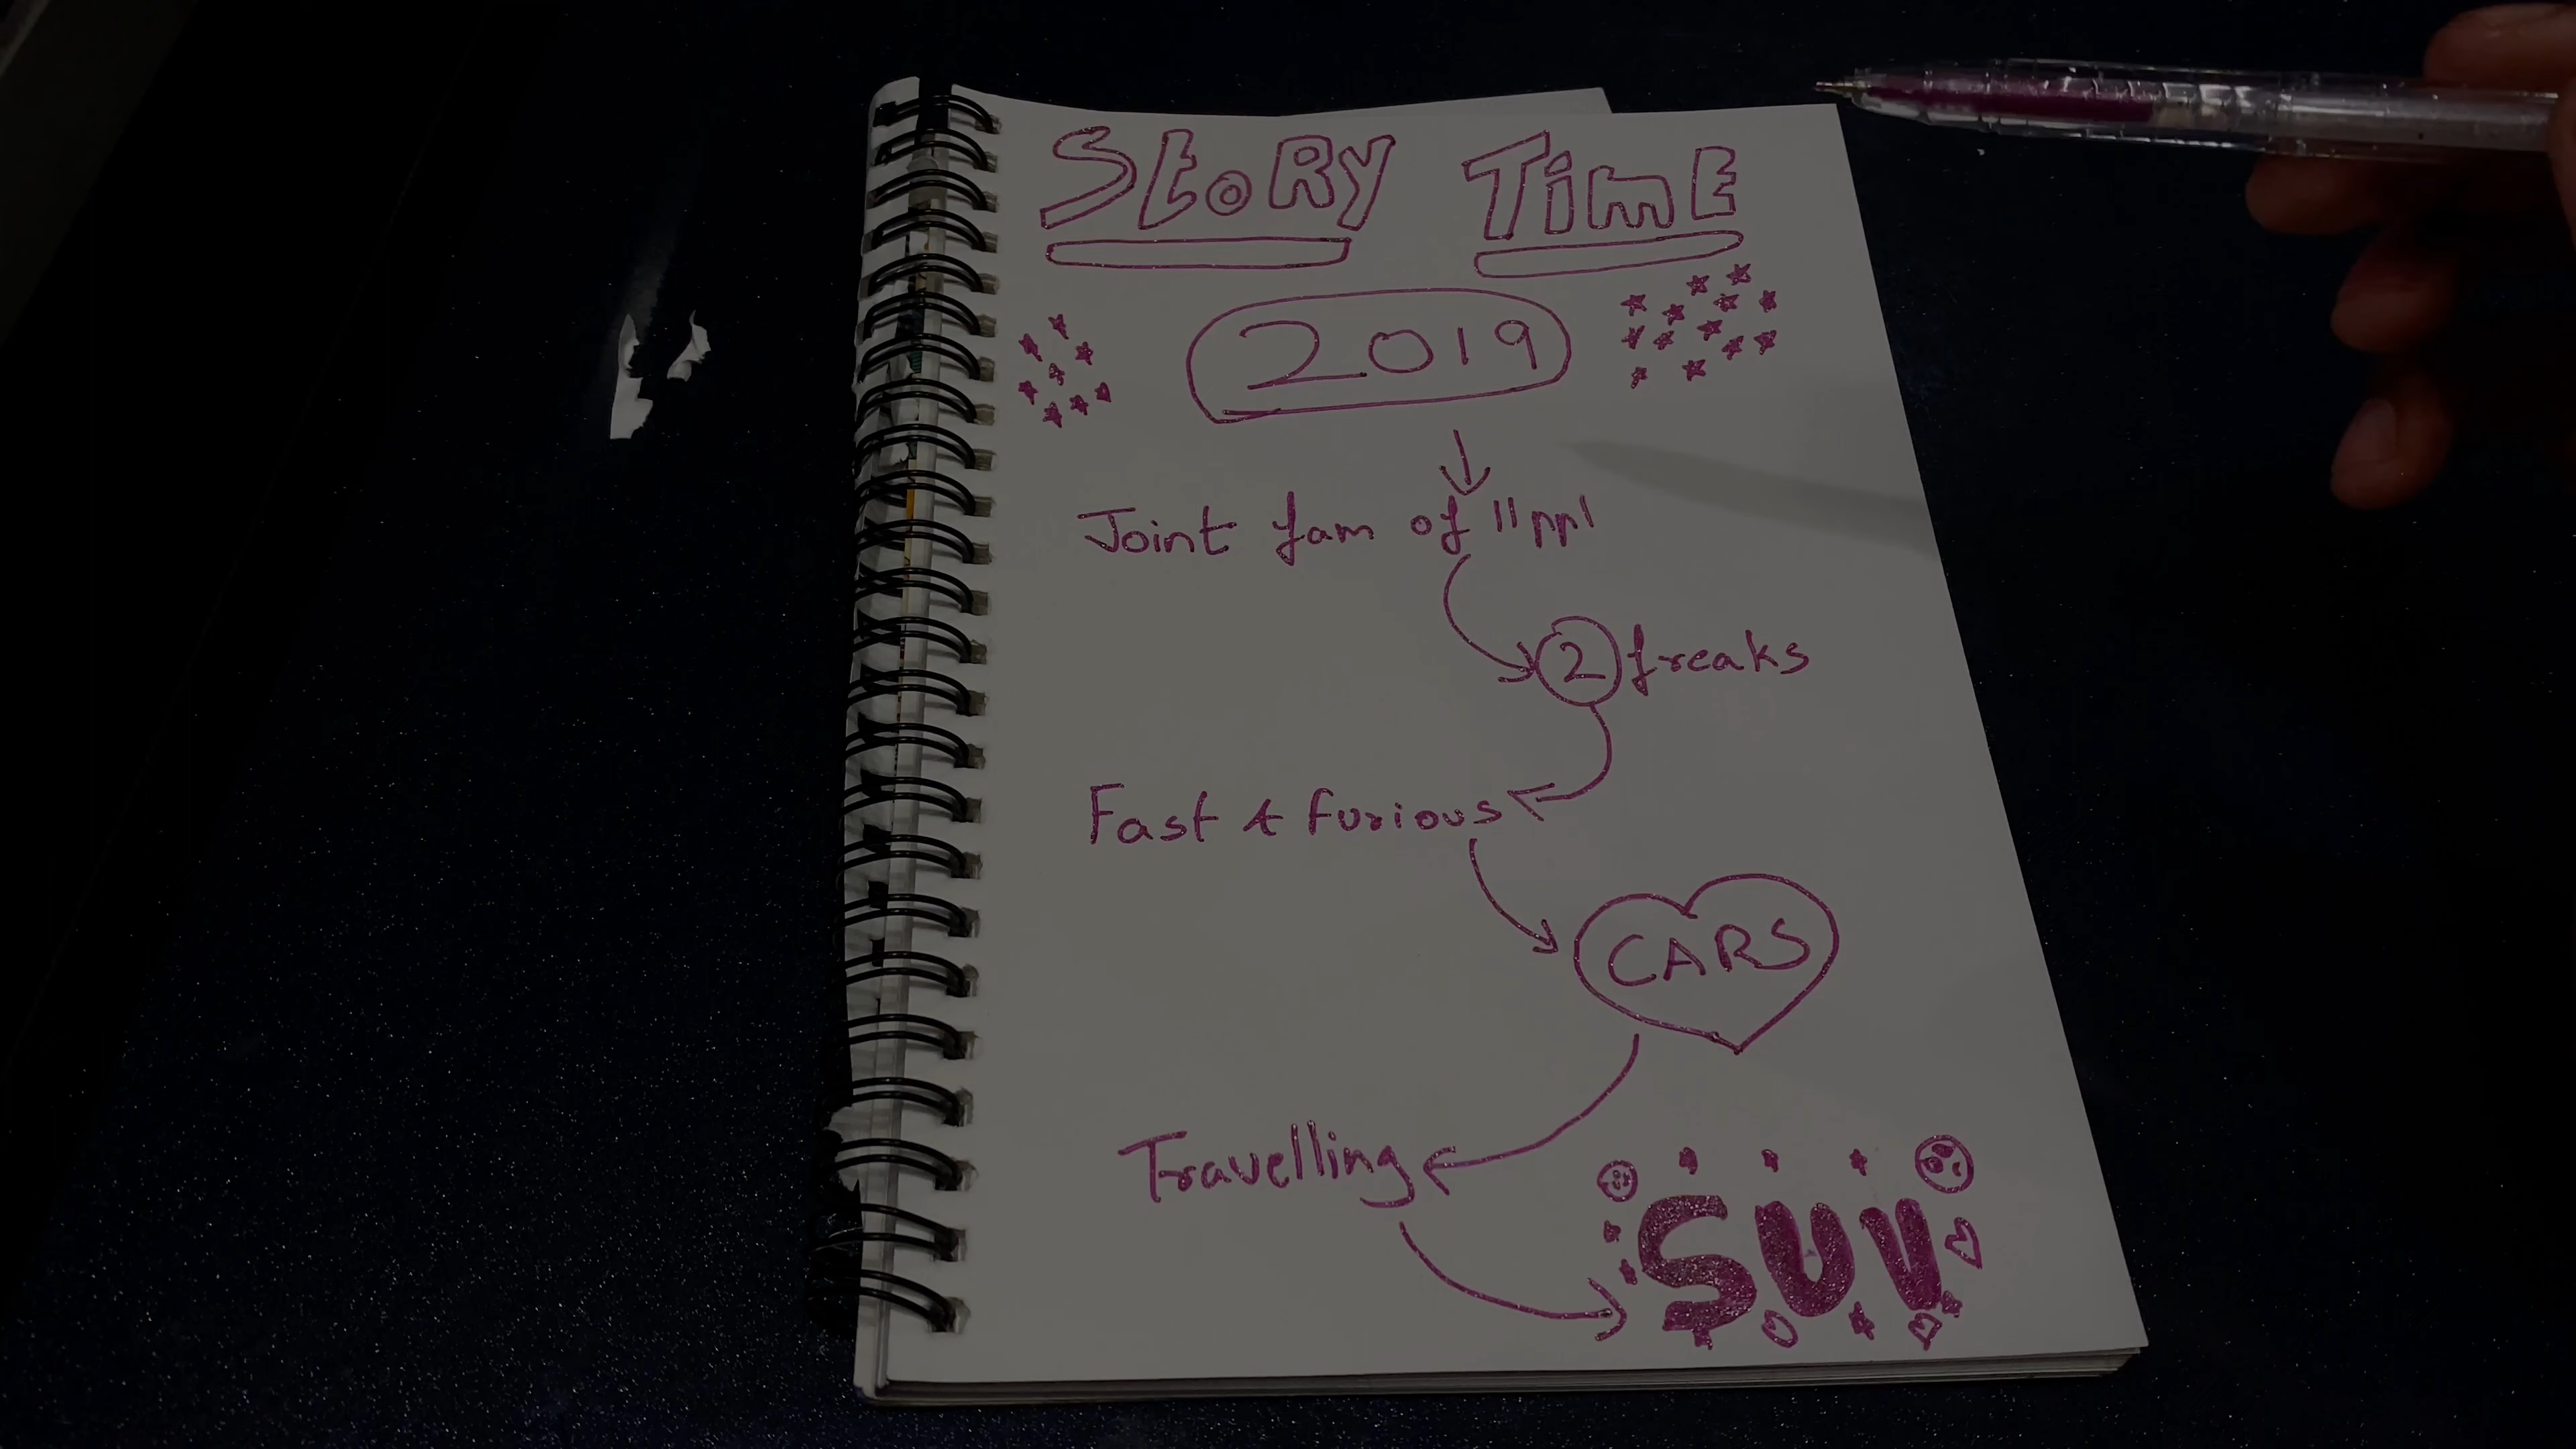 StoRy TimE
2019
Joint fam of 11ppl
2 freaks
Fast & furious
CARS
Travelling
SUV